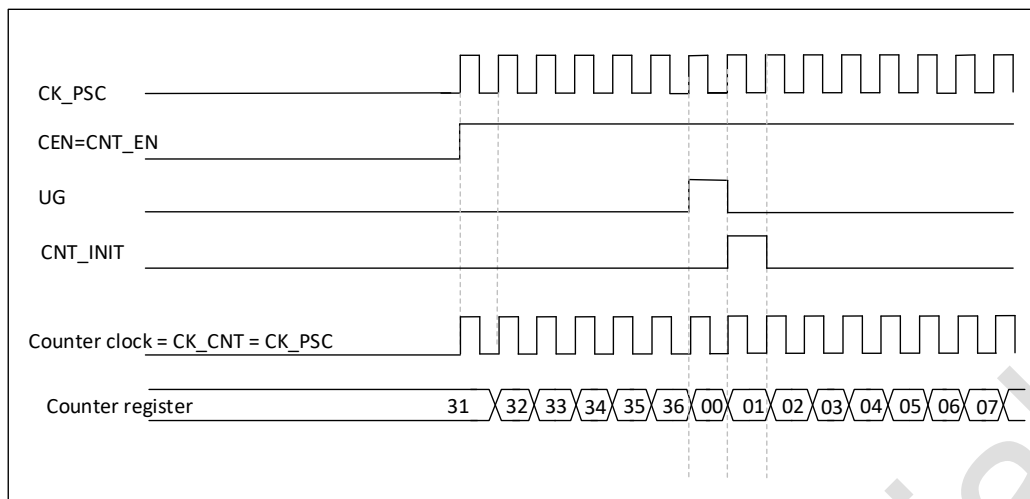 CK_PSC
CEN=CNT_EN
UG
CNT_INIT
Counter clock = CK_CNT = CK_PSC
Counter register 31 32 33 34 35 36 00 01 02 03 04 05 06 07